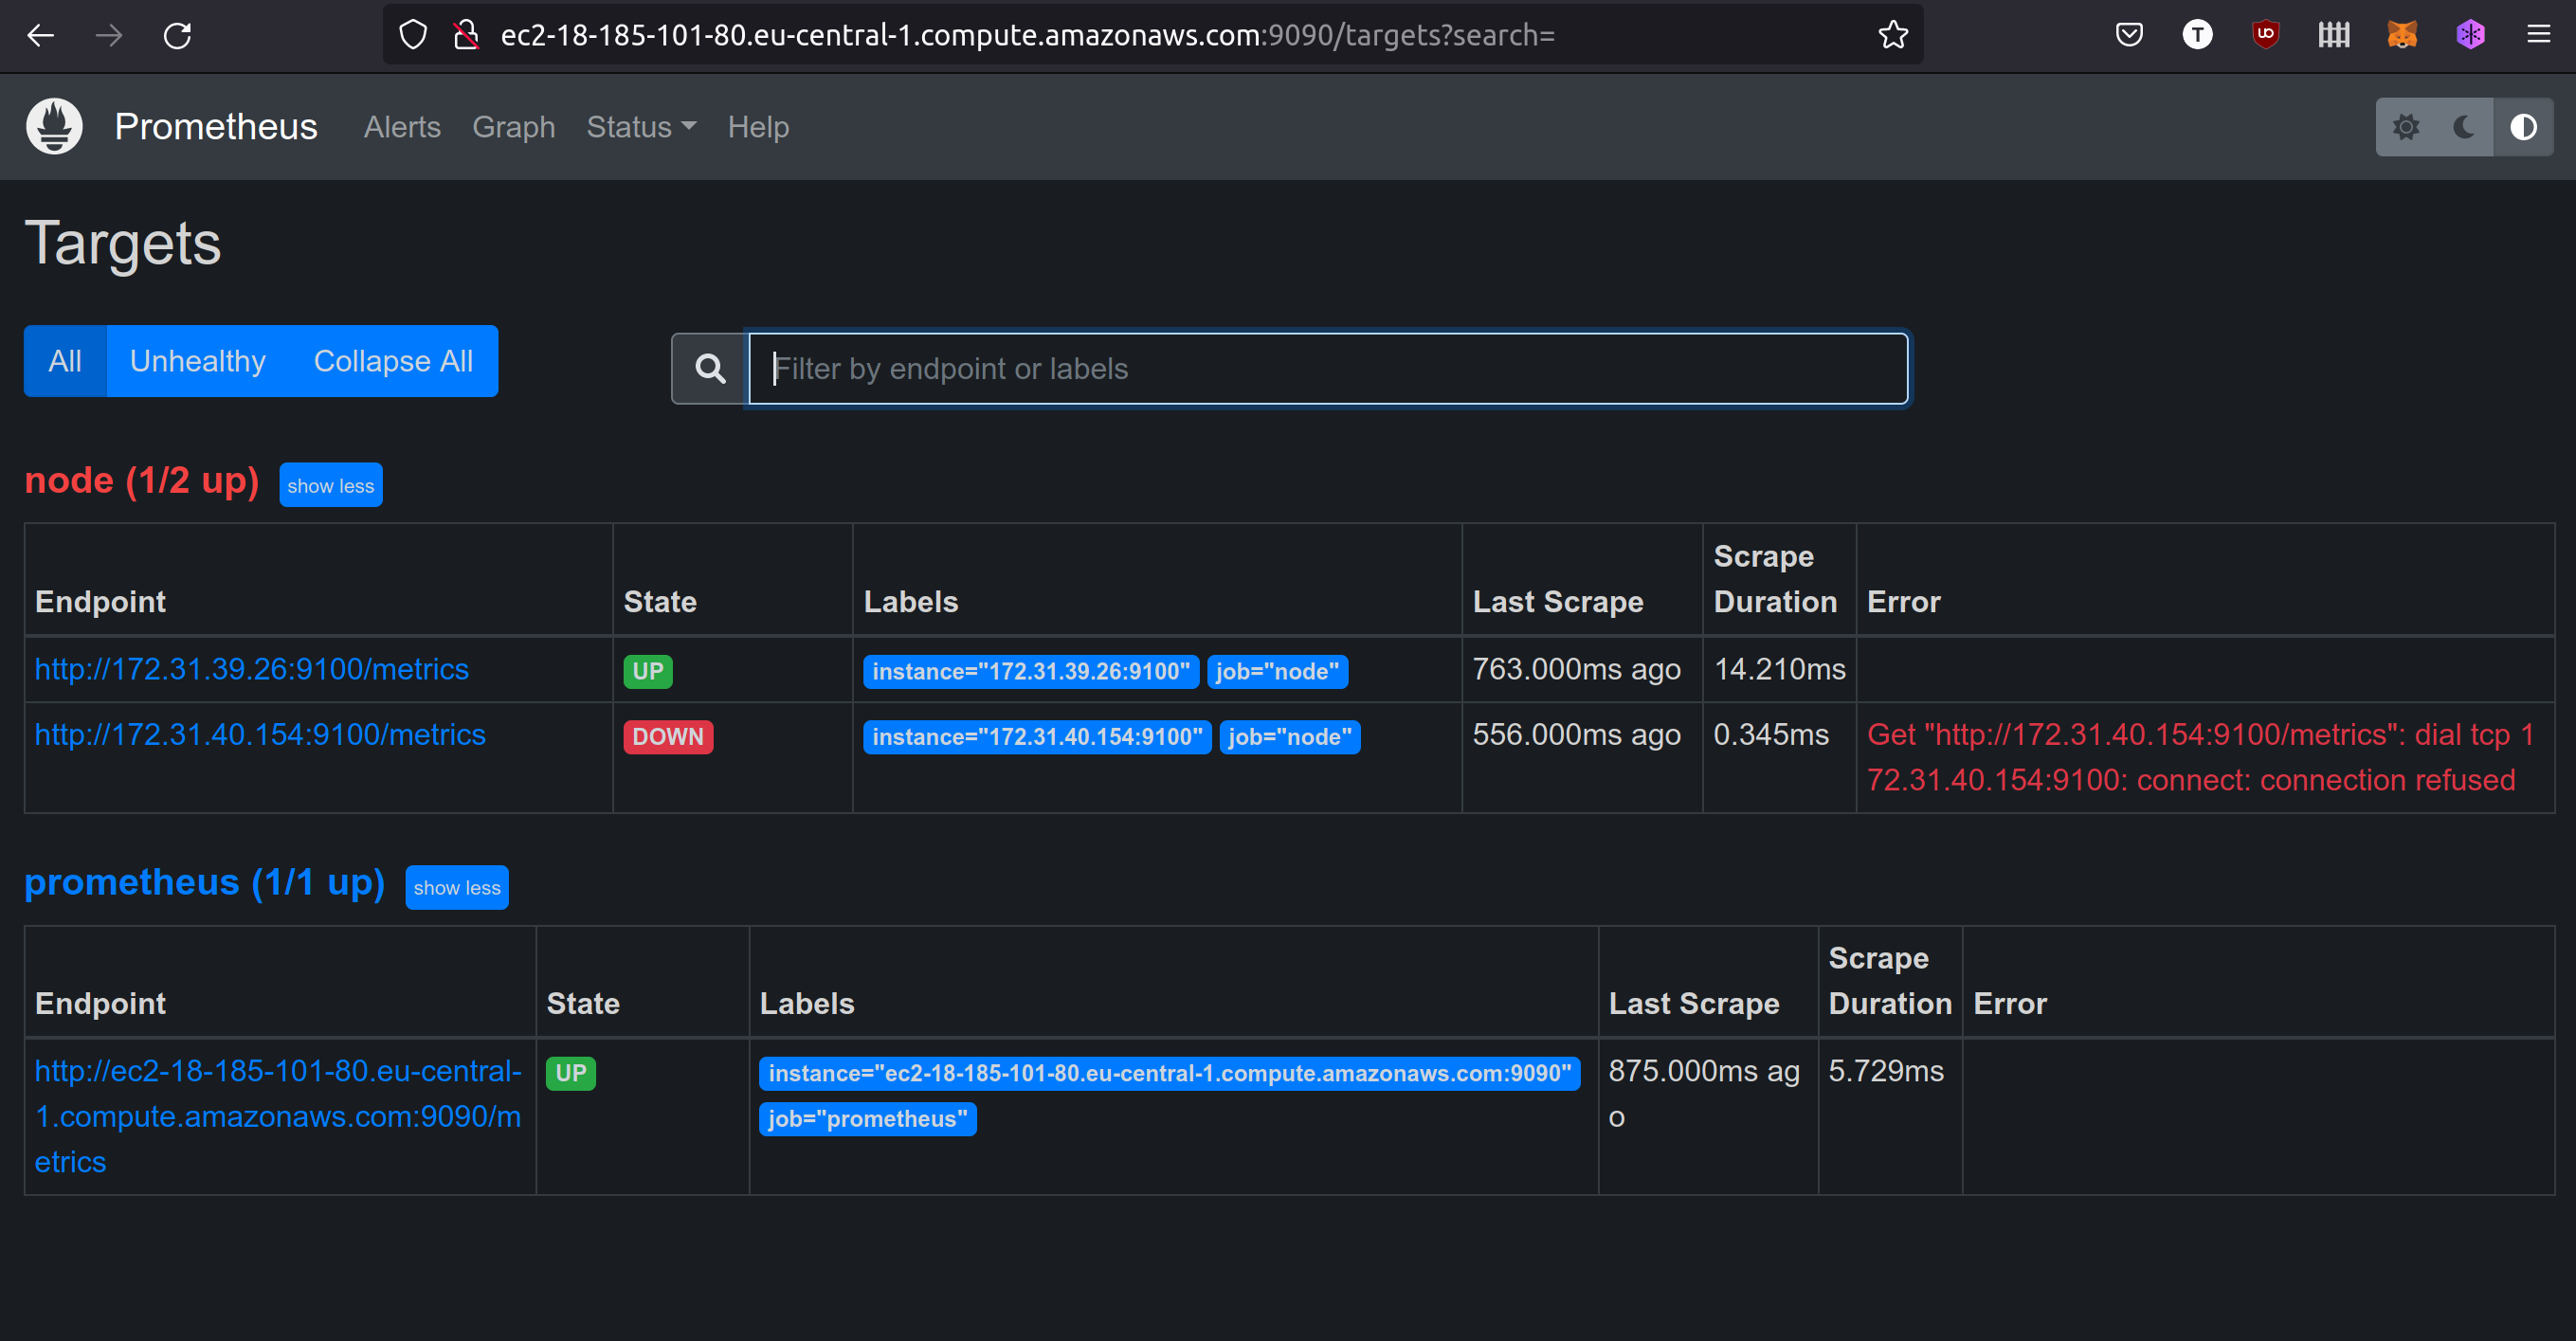 ec2-18-185-101-80.eu-central-1.compute.amazonaws.com:9090/targets?search=
T
Prometheus Alerts Graph Status Help
Targets
All Unhealthy Collapse All
Filter by endpoint or labels
node (1/2 up) show less
Scrape
Endpoint State Labels Last Scrape Duration Error
http://172.31.39.26:9100/metrics UP instance="172.31.39.26:9100" job="node" 763.000ms ago 14.210ms
http://172.31.40.154:9100/metrics DOWN instance="172.31.40.154:9100" job="node" 556.000ms ago 0.345ms Get "http://172.31.40.154:9100/metrics": dial tcp 1
72.31.40.154:9100: connect: connection refused
prometheus (1/1 up) show less
Scrape
Endpoint State Labels Last Scrape Duration Error
http://ec2-18-185-101-80.eu-central- UP instance="ec2-18-185-101-80.eu-central-1.compute.amazonaws.com:9090" 875.000ms ag 5.729ms
1.compute.amazonaws.com:9090/m job="prometheus" o
etrics